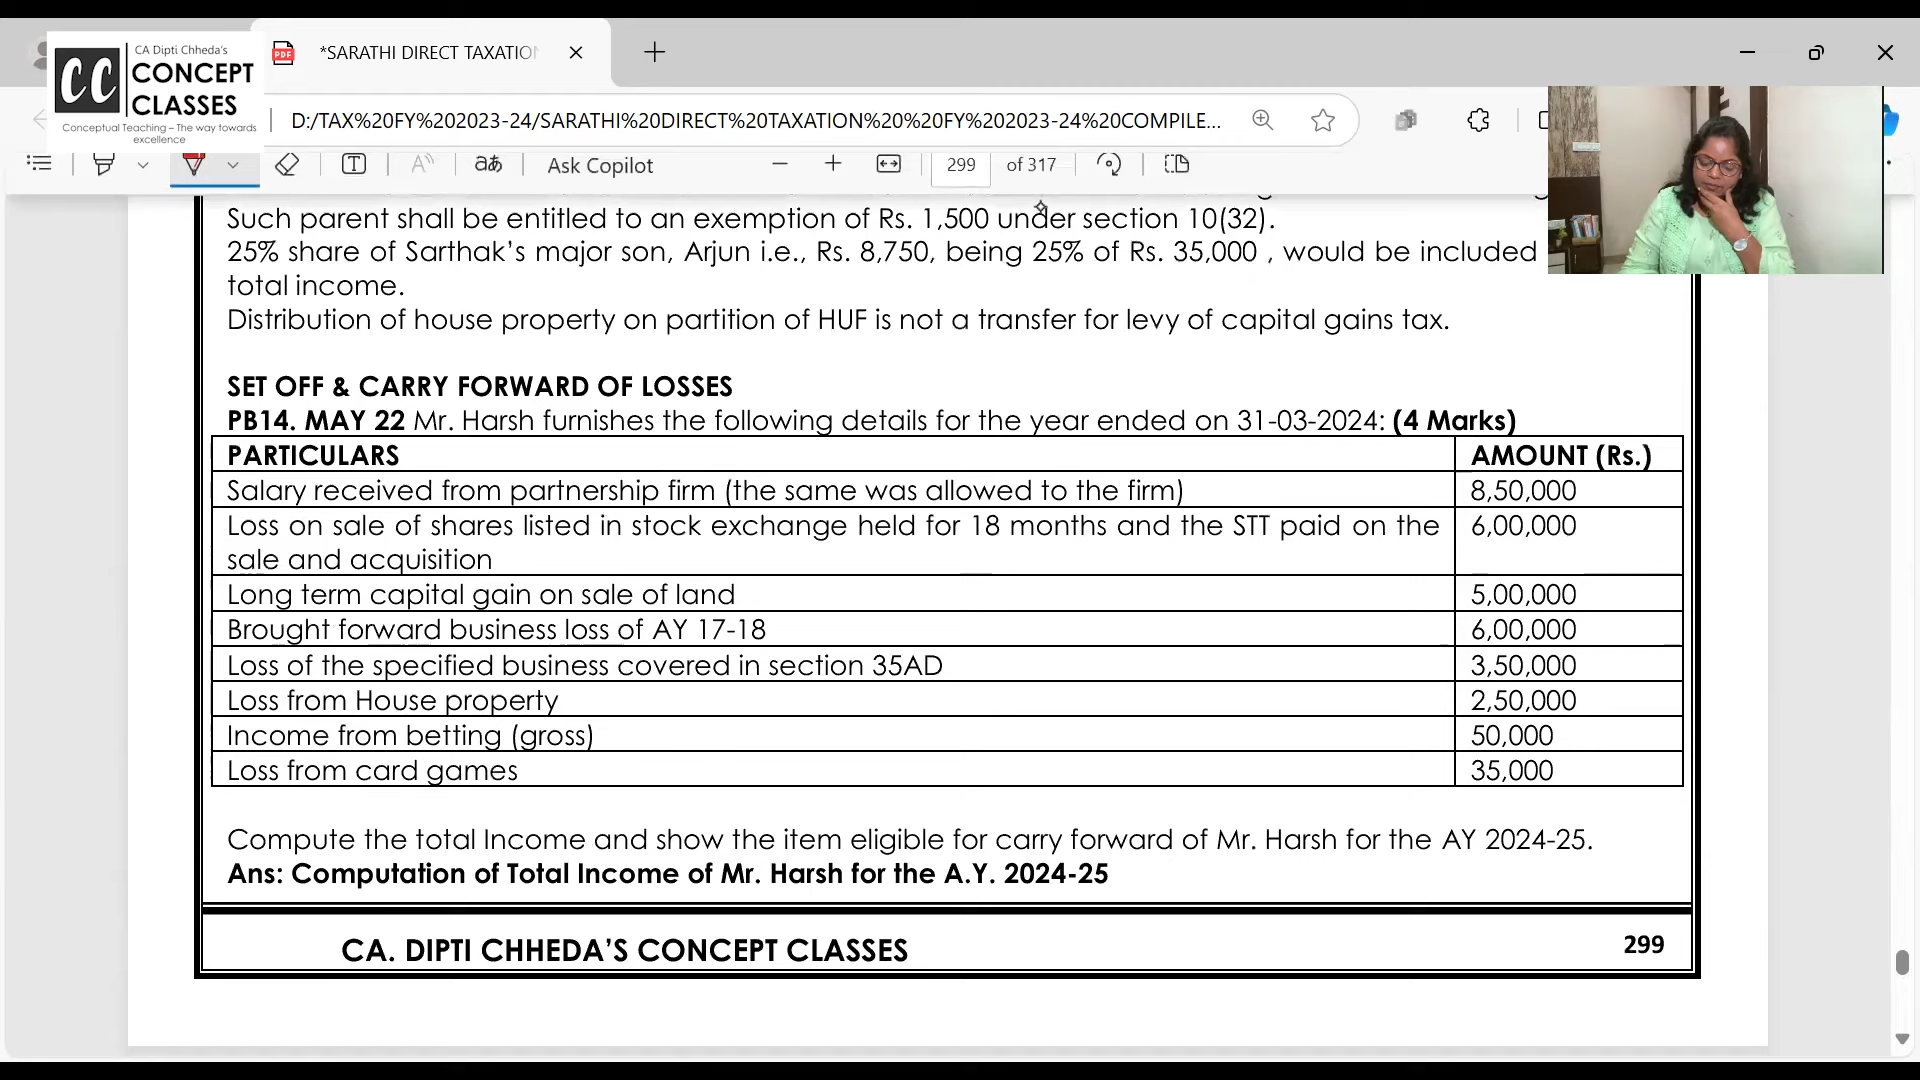 CA Dipti Chheda's
CONCEPT
CLASSES
Conceptual Teaching – The way towards
excellence
CC
PDF
*SARATHI DIRECT TAXATION
D:/TAX%20FY%202023-24/SARATHI%20DIRECT%20TAXATION%20%20FY%202023-24%20COMPILE...
Ask Copilot
299 of 317
Such parent shall be entitled to an exemption of Rs. 1,500 under section 10(32).
25% share of Sarthak's major son, Arjun i.e., Rs. 8,750, being 25% of Rs. 35,000 , would be included
total income.
Distribution of house property on partition of HUF is not a transfer for levy of capital gains tax.
SET OFF & CARRY FORWARD OF LOSSES
PB14. MAY 22 Mr. Harsh furnishes the following details for the year ended on 31-03-2024: (4 Marks)
PARTICULARS AMOUNT (Rs.)
Salary received from partnership firm (the same was allowed to the firm) 8,50,000
Loss on sale of shares listed in stock exchange held for 18 months and the STT paid on the 6,00,000
sale and acquisition
Long term capital gain on sale of land 5,00,000
Brought forward business loss of AY 17-18 6,00,000
Loss of the specified business covered in section 35AD 3,50,000
Loss from House property 2,50,000
Income from betting (gross) 50,000
Loss from card games 35,000
Compute the total Income and show the item eligible for carry forward of Mr. Harsh for the AY 2024-25.
Ans: Computation of Total Income of Mr. Harsh for the A.Y. 2024-25
CA. DIPTI CHHEDA'S CONCEPT CLASSES 299